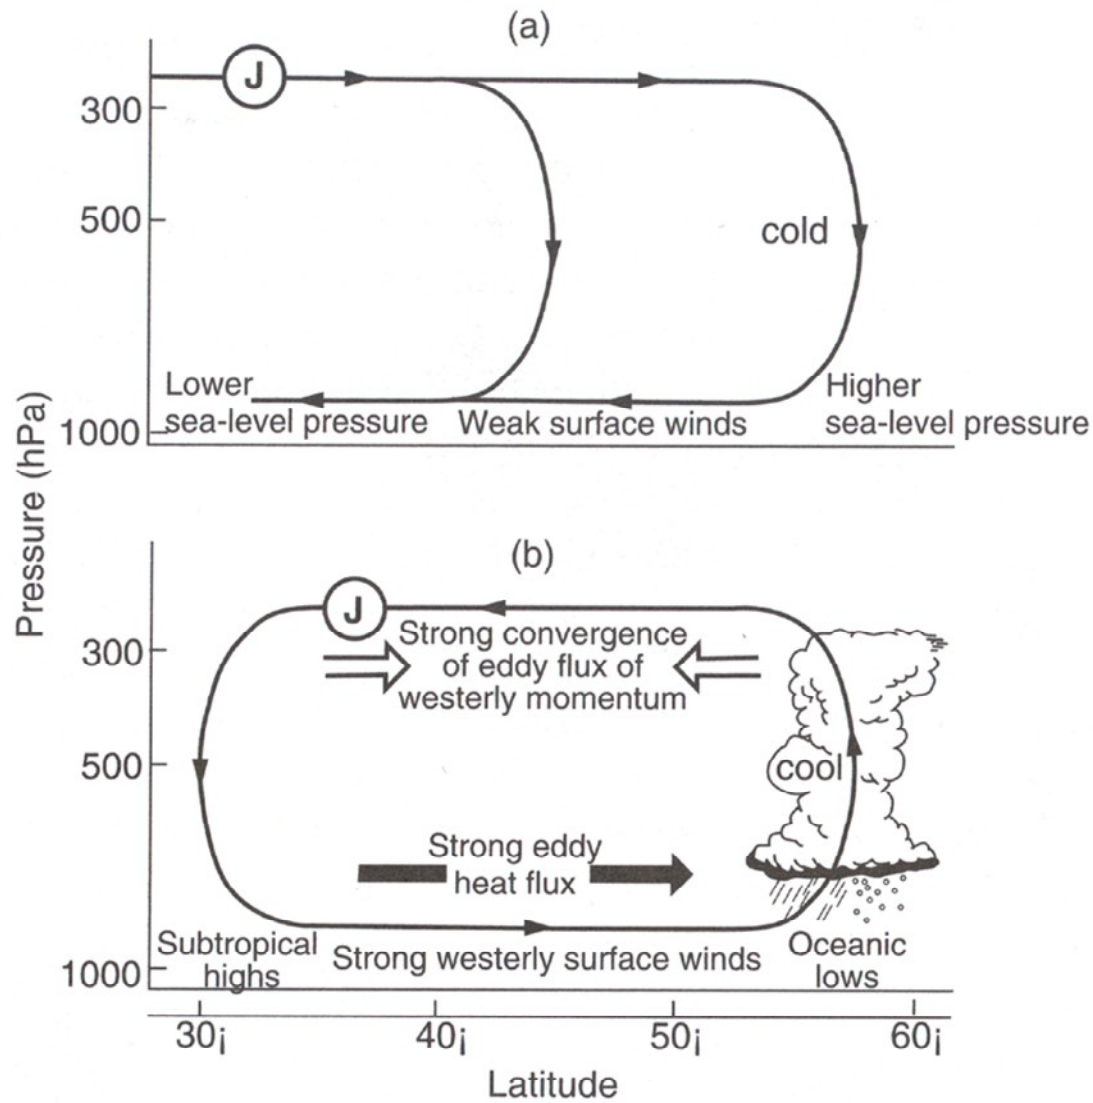 (a)
J
300
500
cold
Lower
sea-level pressure
Weak surface winds
Higher
sea-level pressure
1000
Pressure (hPa)
(b)
J
300
Strong convergence
of eddy flux of
westerly momentum
500
cool
Strong eddy
heat flux
Subtropical
highs
Strong westerly surface winds
Oceanic
lows
1000
30¡
40¡
50¡
60¡
Latitude